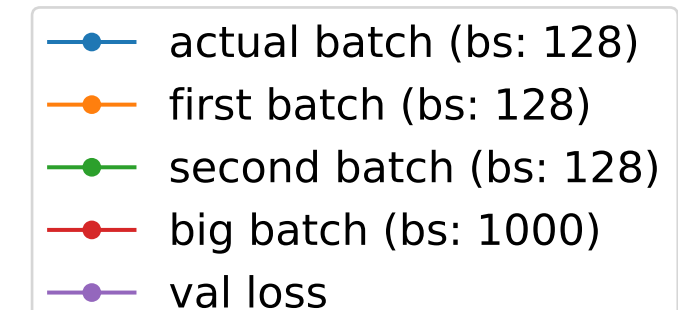 actual batch (bs: 128)
first batch (bs: 128)
second batch (bs: 128)
big batch (bs: 1000)
val loss